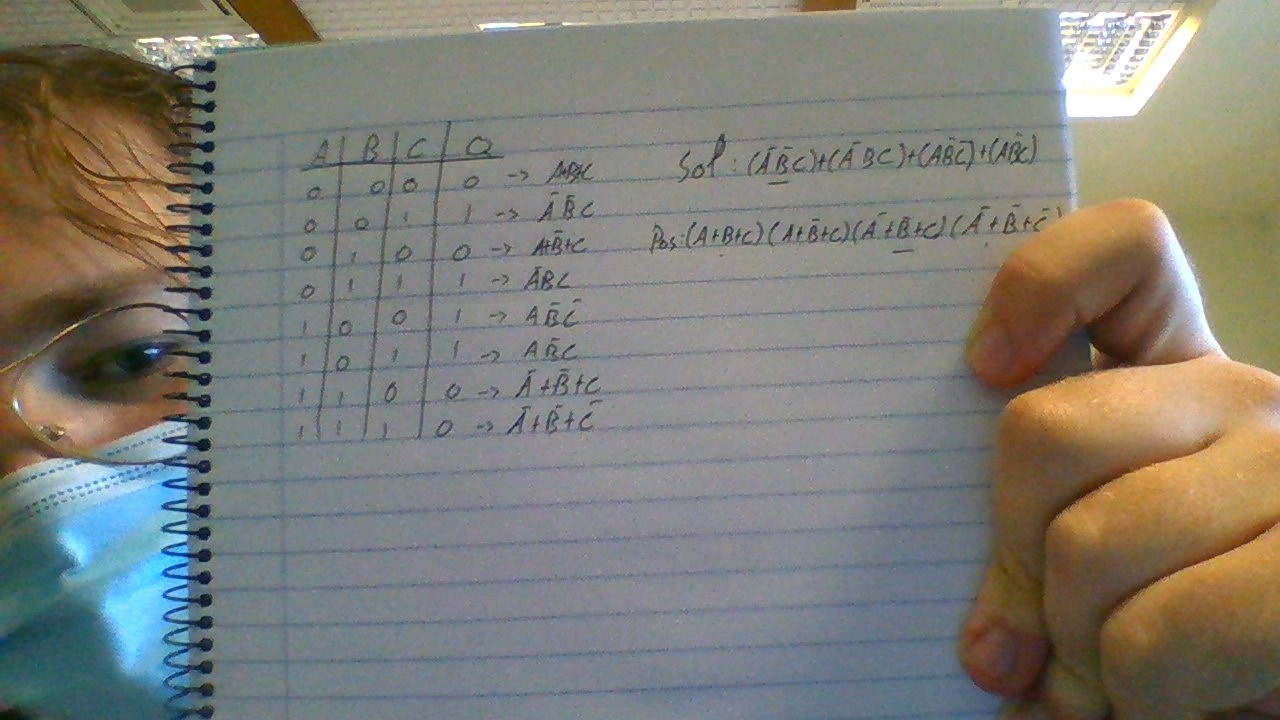 A B C Q
0 0 0 0 -> A+B+C
0 0 1 1 -> ĀB̄C
0 1 0 0 -> A+B̄+C
0 1 1 1 -> ĀBC
1 0 0 1 -> AB̄C̄
1 0 1 1 -> AB̄C
1 1 0 0 -> Ā+B̄+C
1 1 1 0 -> Ā+B̄+C̄
: (ĀB̄C)+(ĀBC)+(AB̄C̄)+(AB̄C)
Pos:(A+B+C)(A+B̄+C)(Ā+B̄+C)(Ā+B̄+C̄)